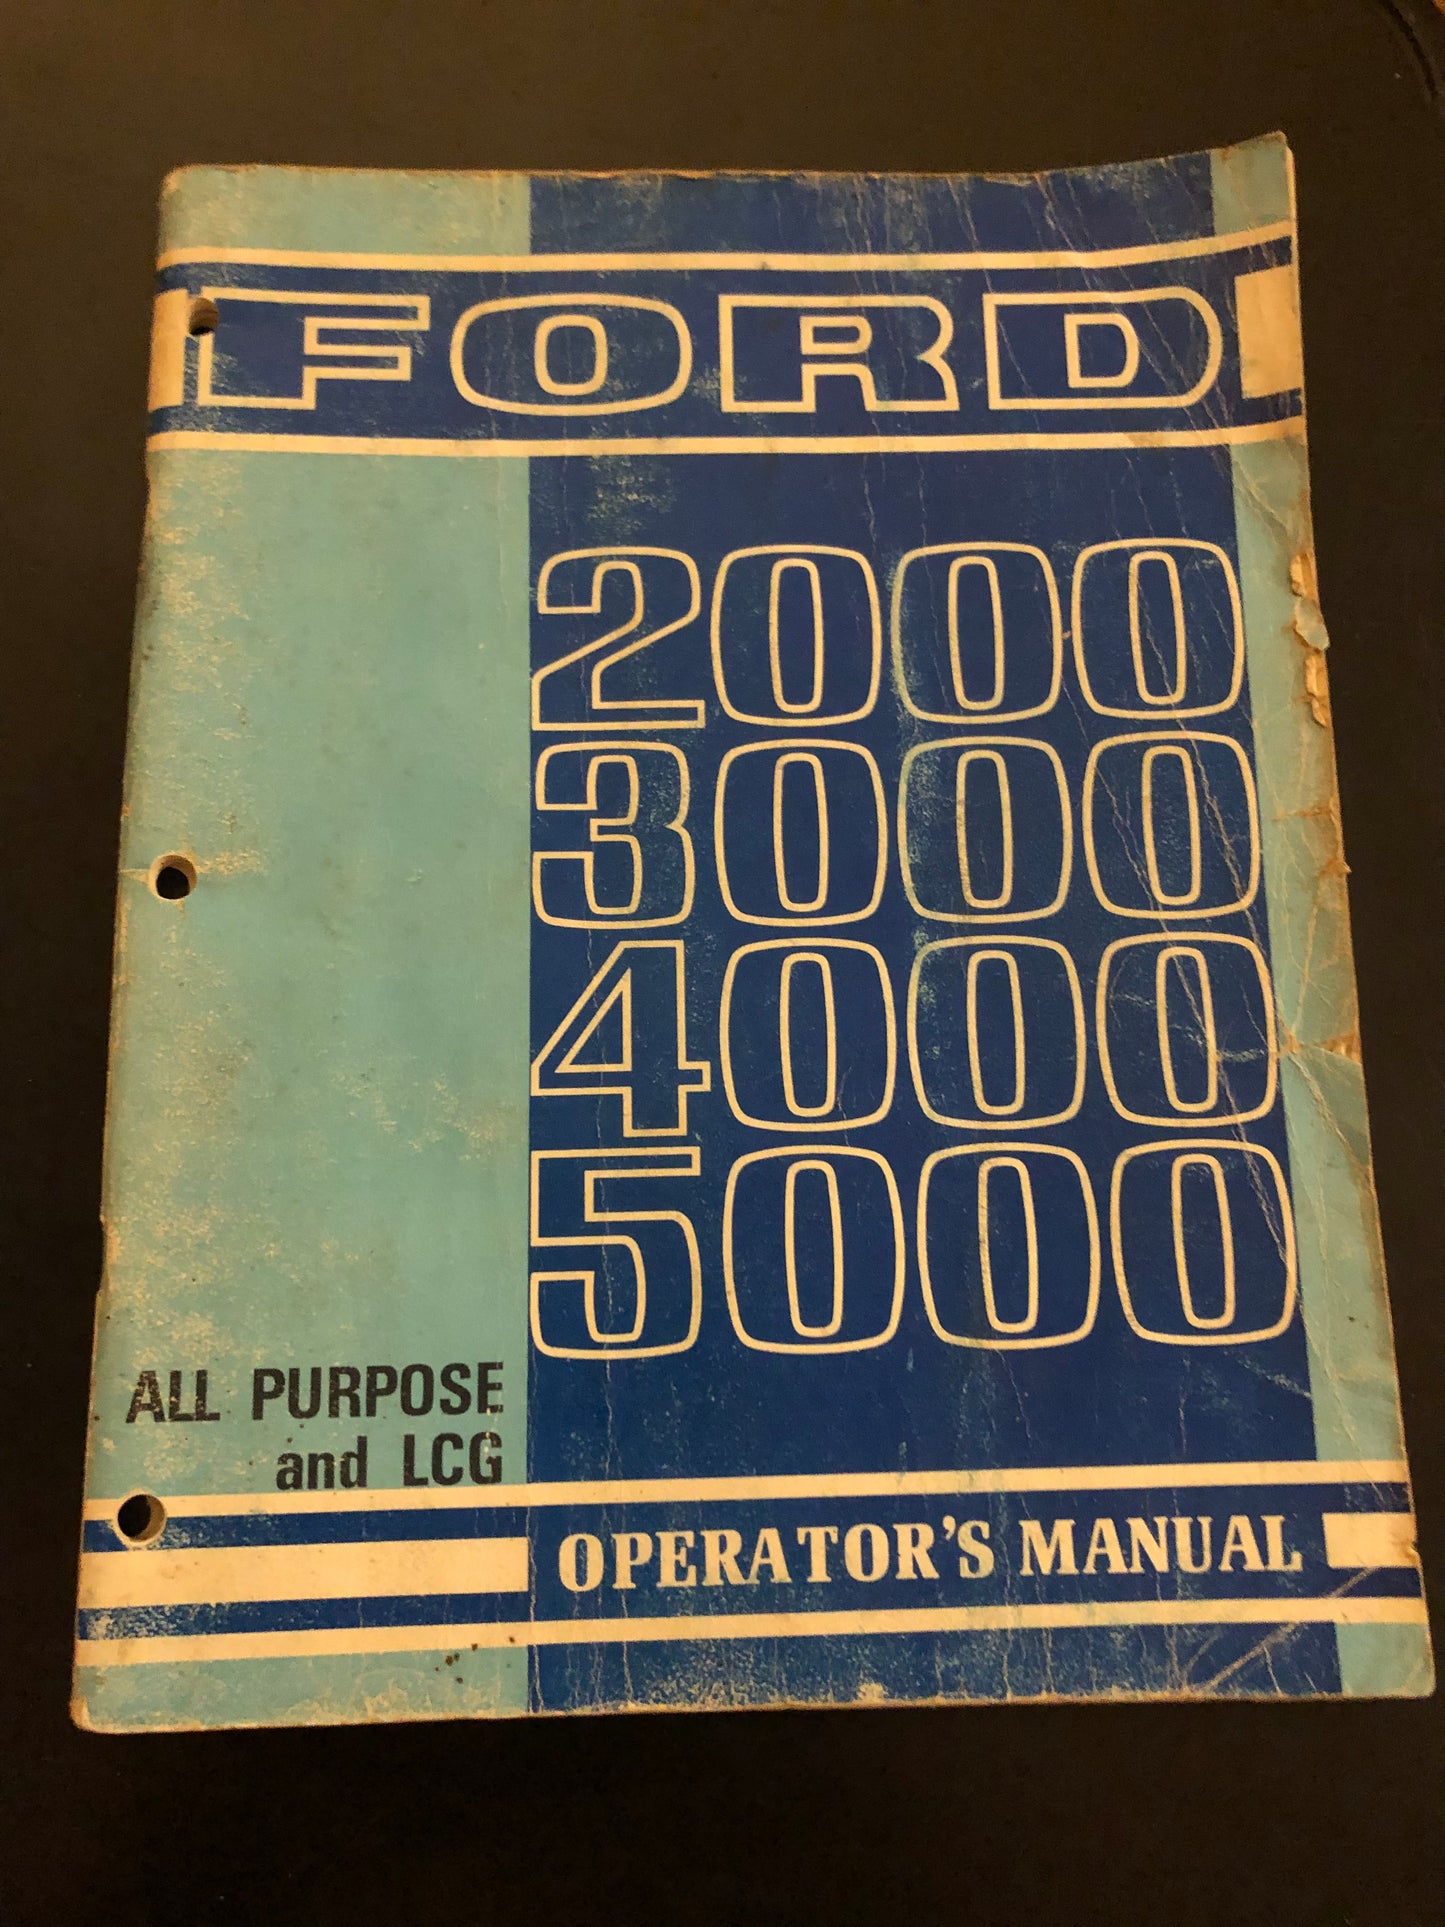 FORD
2000
3000
4000
5000
ALL PURPOSE
and LCG
OPERATOR'S MANUAL